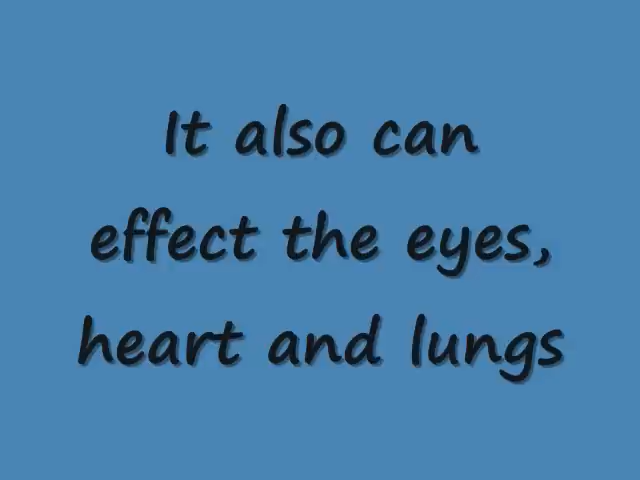 It also can
effect the eyes,
heart and lungs